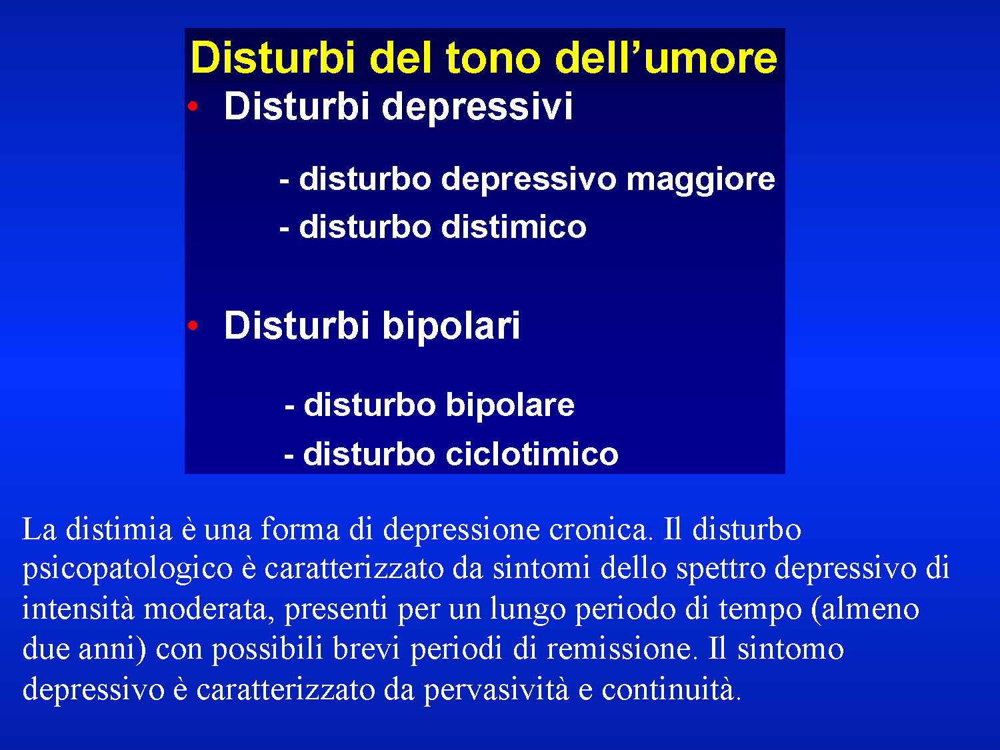 Disturbi del tono dell’umore
• Disturbi depressivi
- disturbo depressivo maggiore
- disturbo distimico
• Disturbi bipolari
- disturbo bipolare
- disturbo ciclotimico
La distimia è una forma di depressione cronica. Il disturbo
psicopatologico è caratterizzato da sintomi dello spettro depressivo di
intensità moderata, presenti per un lungo periodo di tempo (almeno
due anni) con possibili brevi periodi di remissione. Il sintomo
depressivo è caratterizzato da pervasività e continuità.